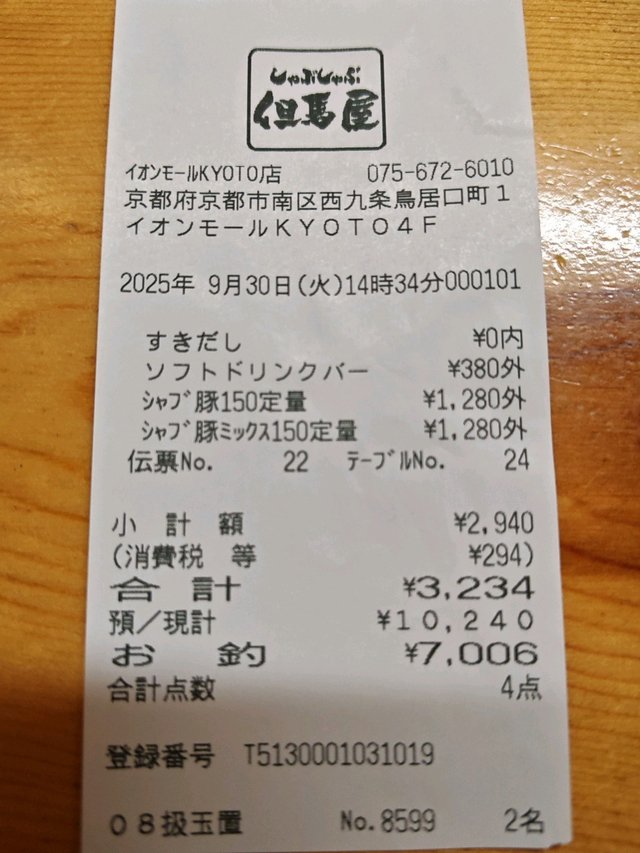 しゃぶしゃぶ
但馬屋
ｲｵﾝﾓｰﾙKYOTO店 075-672-6010
京都府京都市南区西九条鳥居口町１
イオンモールＫＹＯＴＯ４Ｆ
2025年 9月30日(火)14時34分000101
すきだし ¥0内
ソフトドリンクバー ¥380外
ｼｬﾌﾞ豚150定量 ¥1,280外
ｼｬﾌﾞ豚ﾐｯｸｽ150定量 ¥1,280外
伝票No. 22 ﾃｰﾌﾞﾙNo. 24
小計額 ¥2,940
(消費税等 ¥294)
合計 ¥3,234
預／現計 ¥１０,２４０
お釣 ¥7,006
合計点数 4点
登録番号 T5130001031019
０８扱玉置 No.8599 2名